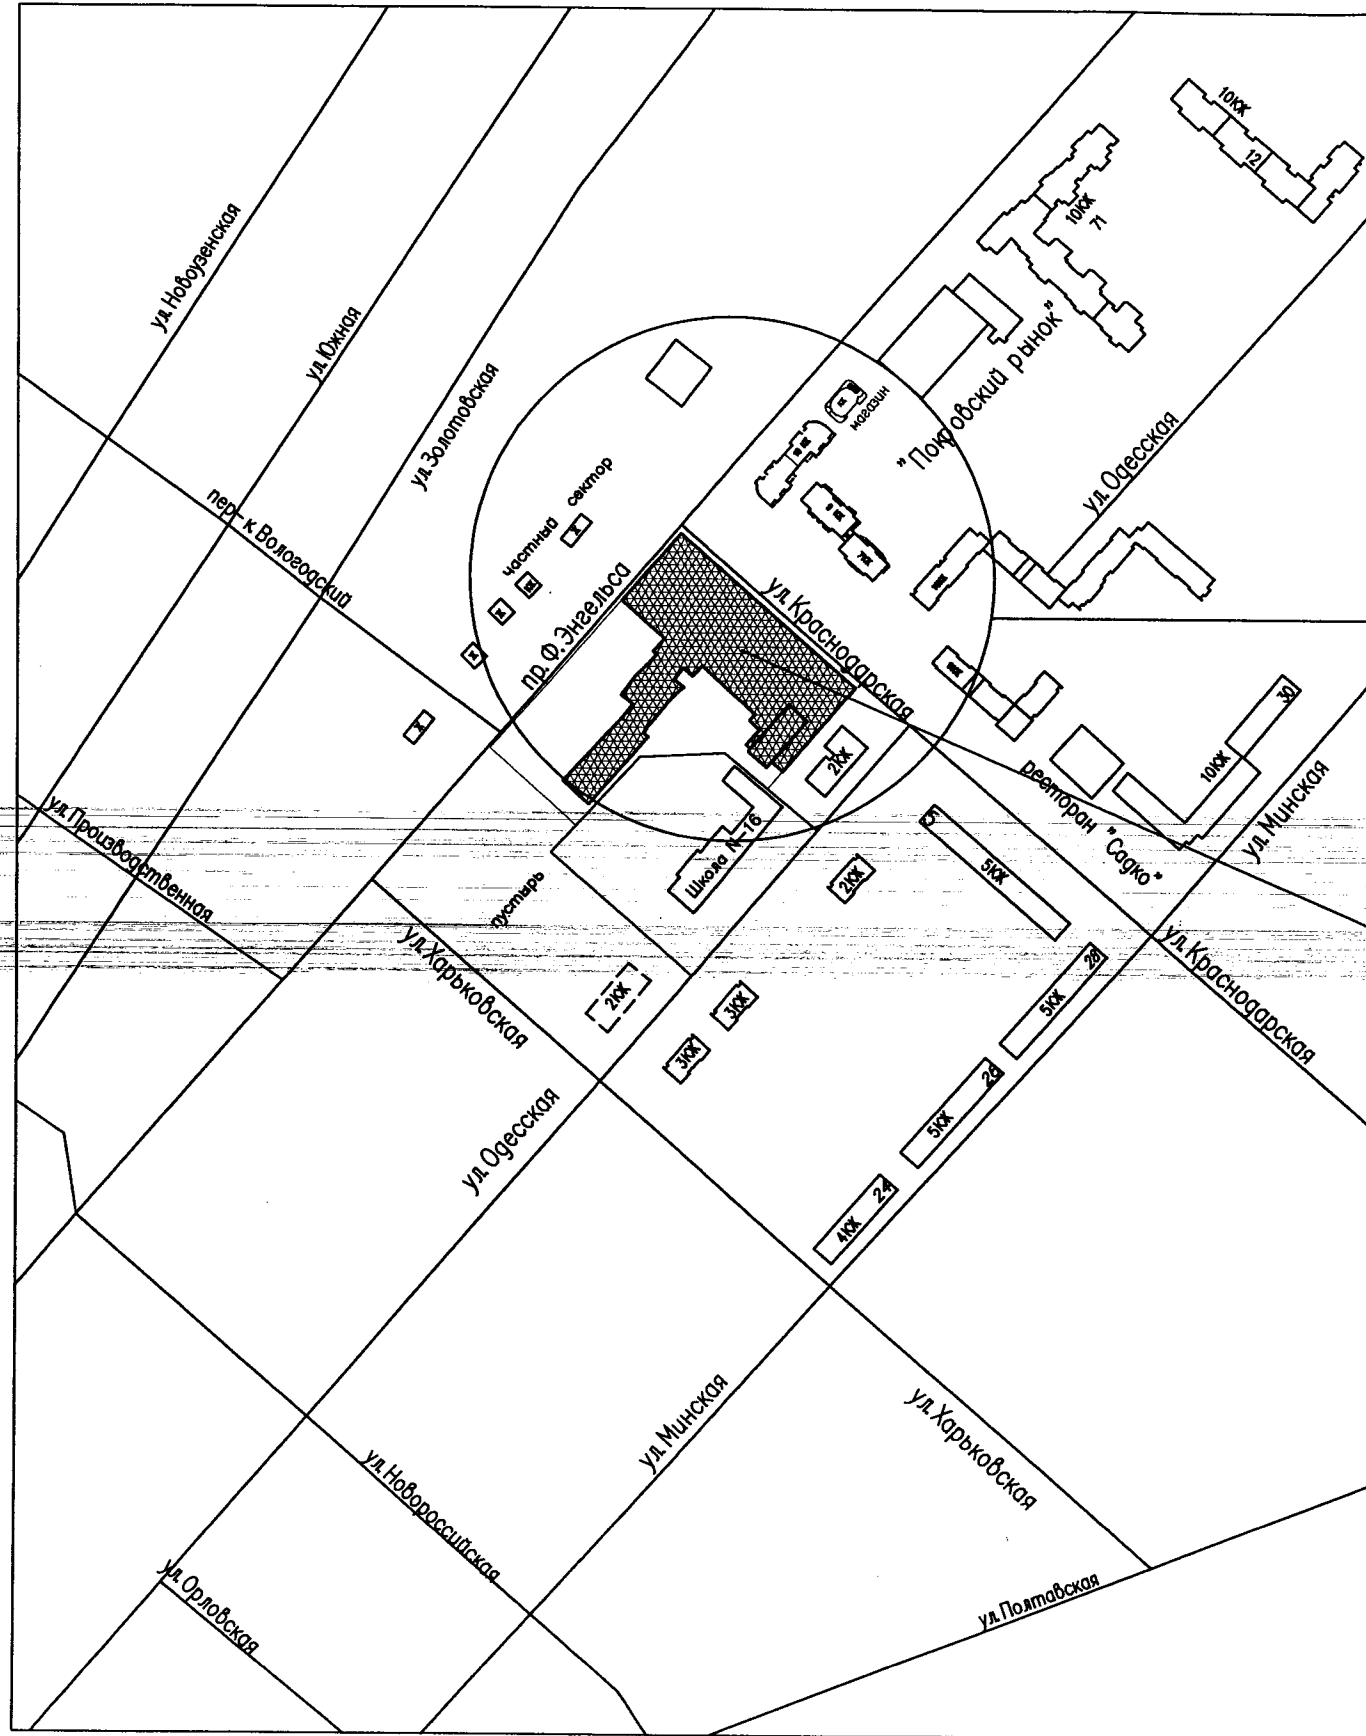 10КЖ
12
10КЖ
71
ул. Новоузенская
ул. Южная
ул. Золотовская
"Покровский рынок"
магазин
ул. Одесская
частный сектор
Ж
Ж
Ж
пер-к Вологодский
пр. Ф. Энгельса
ул. Краснодарская
Ж
2КЖ
30
10КЖ
ресторан "Садко"
ул. Минская
ул. Производственная
Школа N-16
15
5КЖ
2КЖ
пустырь
ул. Харьковская
2КЖ
3КЖ
3КЖ
28
5КЖ
ул. Краснодарская
26
5КЖ
ул. Одесская
24
4КЖ
ул. Минская
ул. Харьковская
ул. Новороссийская
ул. Орловская
ул. Полтавская